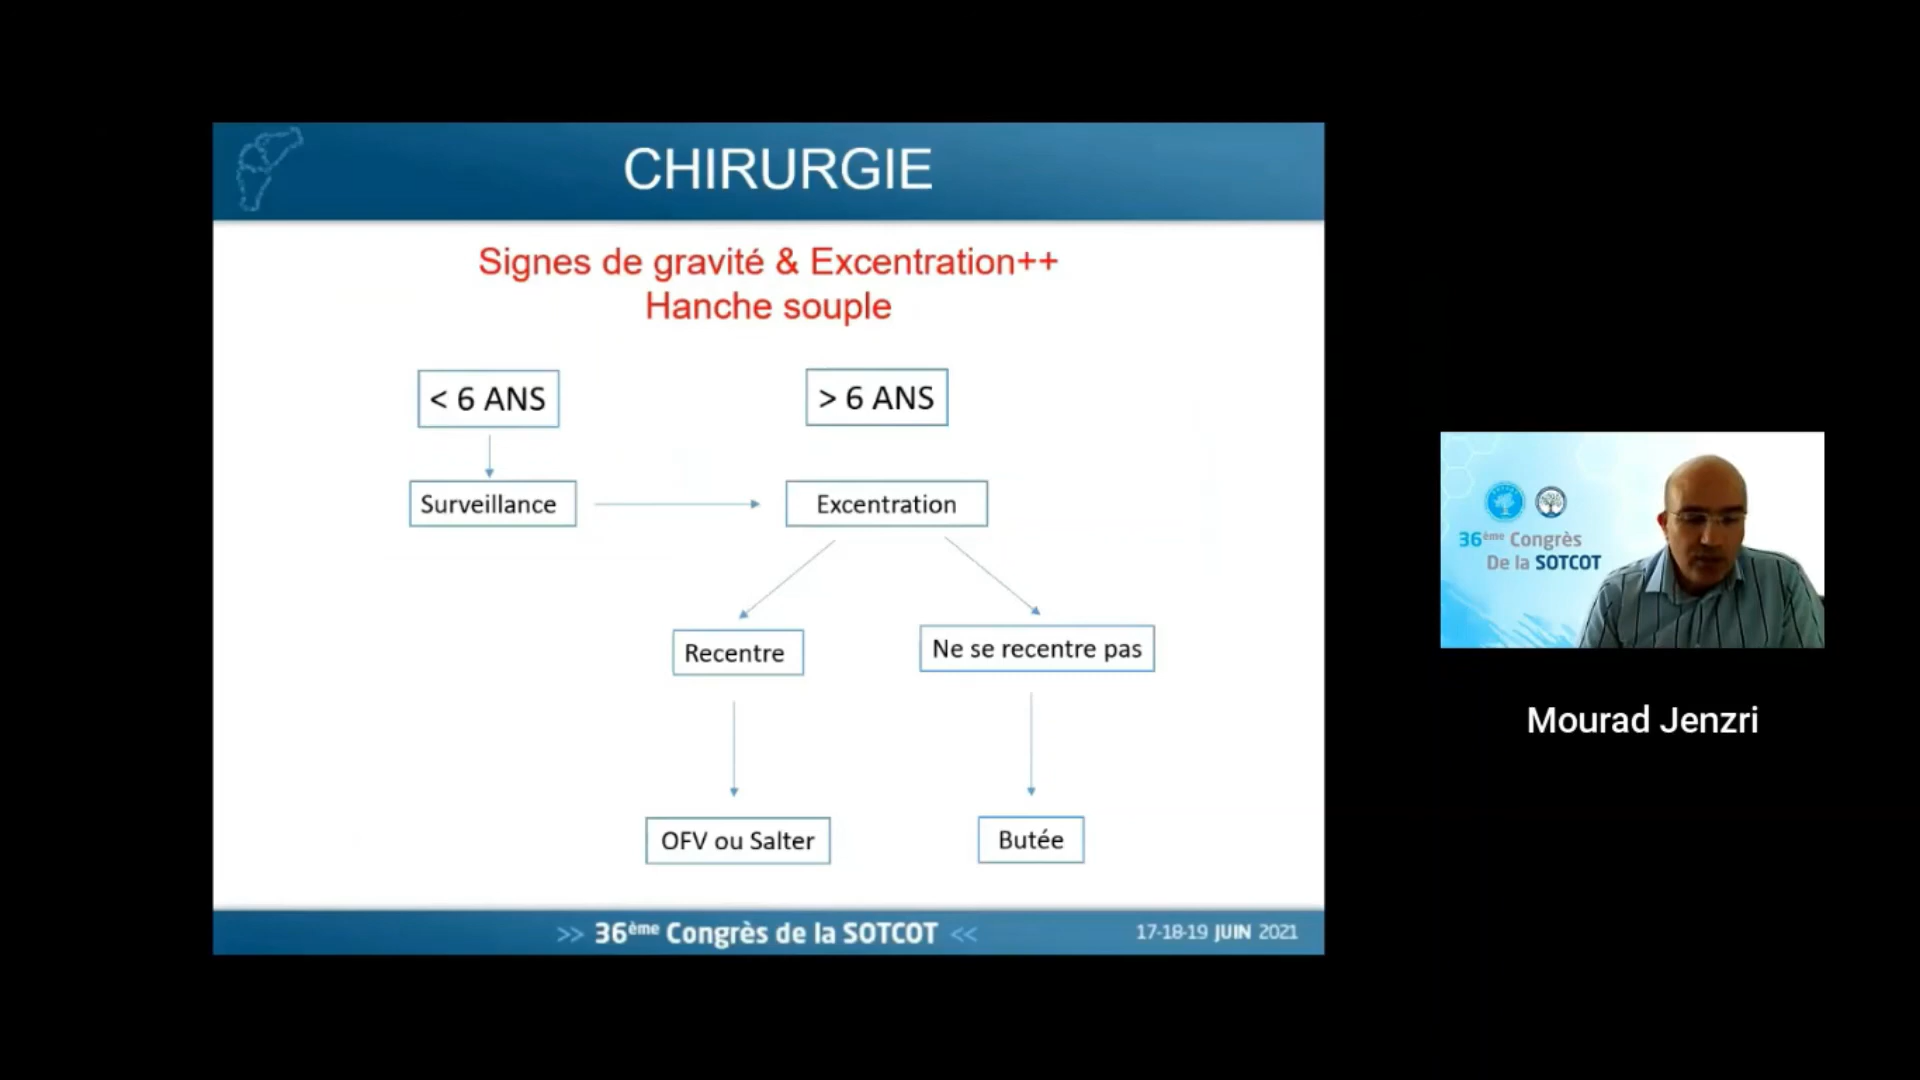 CHIRURGIE
Signes de gravité & Excentration++
Hanche souple
< 6 ANS
> 6 ANS
Surveillance
Excentration
Recentre
Ne se recentre pas
OFV ou Salter
Butée
>> 36ème Congrès de la SOTCOT <<
17-18-19 JUIN 2021
36ème Congrès
De la SOTCOT
Mourad Jenzri